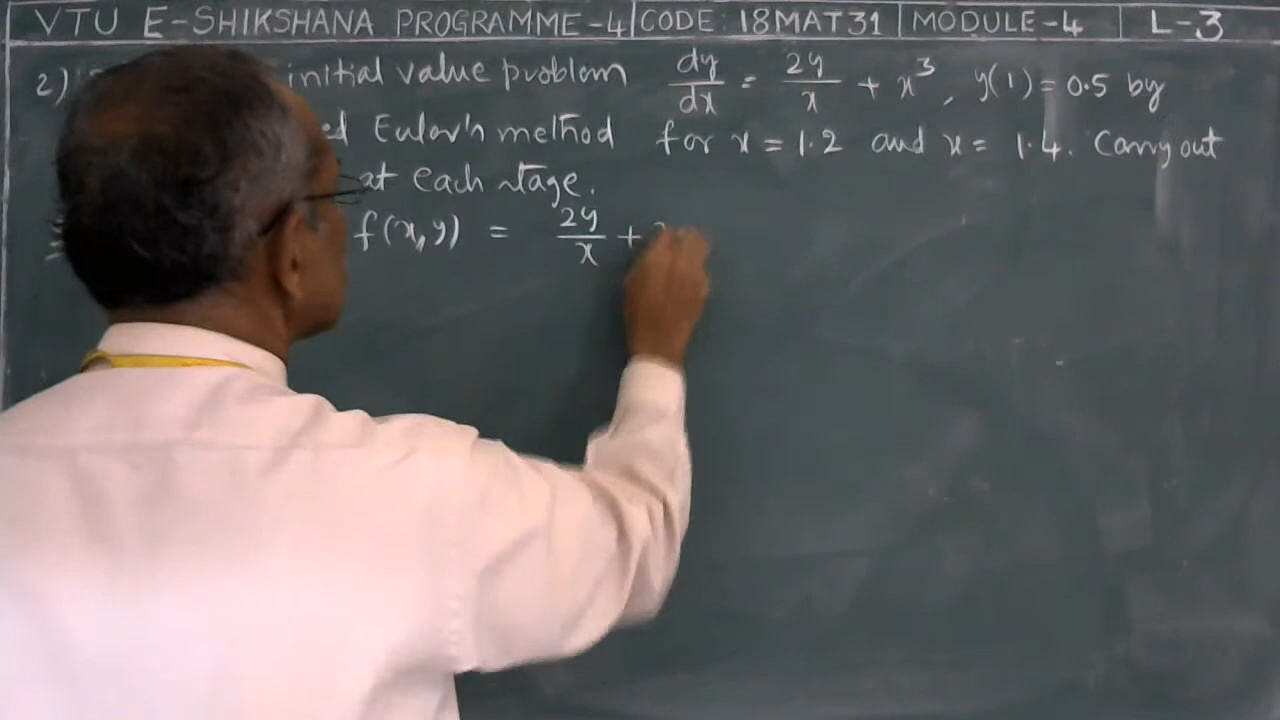 VTU E-SHIKSHANA PROGRAMME-4 CODE: 18MAT31 MODULE-4 L-3
2) initial value problem dy/dx = 2y/x + x³, y(1) = 0.5 by
ed Euler's method for x = 1.2 and x = 1.4. Carry out
at each stage.
f(x,y) = 2y/x +